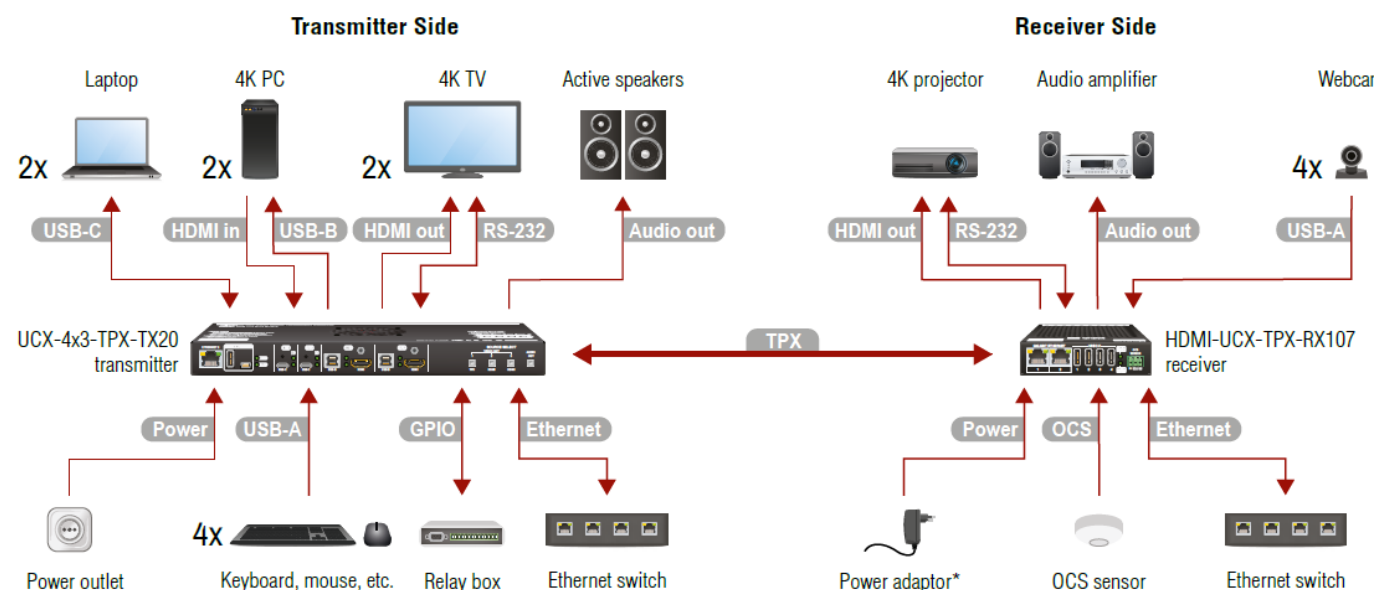 Transmitter Side
Receiver Side
Laptop
4K PC
4K TV
Active speakers
4K projector
Audio amplifier
Webcar
2x
2x
2x
4x
USB-C
HDMI in
USB-B
HDMI out
RS-232
Audio out
HDMI out
RS-232
Audio out
USB-A
UCX-4x3-TPX-TX20
transmitter
TPX
HDMI-UCX-TPX-RX107
receiver
Power
USB-A
GPIO
Ethernet
Power
OCS
Ethernet
4x
Power outlet
Keyboard, mouse, etc.
Relay box
Ethernet switch
Power adaptor*
OCS sensor
Ethernet switch